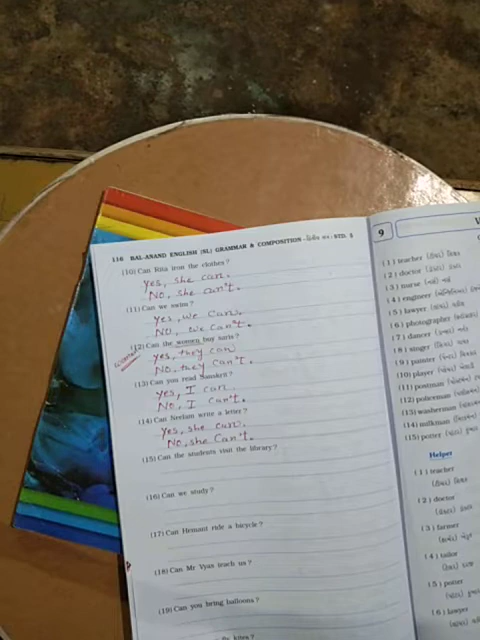 116 BAL-ANAND ENGLISH (SL) GRAMMAR & COMPOSITION - STD. 5
(10) Can Rita iron the clothes?
Yes, she can.
No, she can't.
(11) Can we swim?
Yes, we can.
No, we can't.
(12) Can the women buy saris?
Yes, they can
No, they can't.
(13) Can you read Sanskrit?
Yes, I can.
No, I can't.
(14) Can Neelam write a letter?
Yes, she can.
No, she can't.
(15) Can the students visit the library?
(16) Can we study?
(17) Can Hemant ride a bicycle?
(18) Can Mr Vyas teach us?
(19) Can you bring balloons?
kites?
9
(1) teacher
(2) doctor
(3) nurse
(4) engineer
(5) lawyer
(6) photographer
(7) dancer
(8) singer
(9) painter
(10) player
(11) postman
(12) policeman
(13) washerman
(14) milkman
(15) potter
Helper
(1) teacher
(2) doctor
(3) farmer
(4) tailor
(5) potter
(6) lawyer